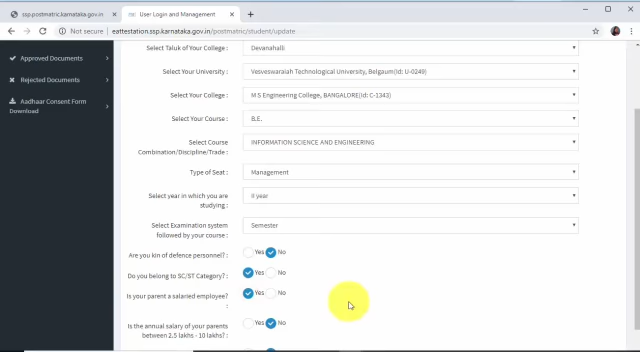 ssp.postmatric.karnataka.gov.in
User Login and Management
Not secure | eattestation.ssp.karnataka.gov.in/postmatric/student/update
Approved Documents
Rejected Documents
Aadhaar Consent Form
Download
Select Taluk of Your College :
Devanahalli
Select Your University :
Vesveswaraiah Technological University, Belgaum(Id: U-0249)
Select Your College :
M S Engineering College, BANGALORE(Id: C-1343)
Select Your Course :
B.E.
Select Course
Combination/Discipline/Trade :
INFORMATION SCIENCE AND ENGINEERING
Type of Seat :
Management
Select year in which you are
studying:
II year
Select Examination system
followed by your course :
Semester
Are you kin of defence personnel? :
Yes No
Do you belong to SC/ST Category? :
Yes No
Is your parent a salaried employee?
:
Yes No
Is the annual salary of your parents
between 2.5 lakhs - 10 lakhs? :
Yes No